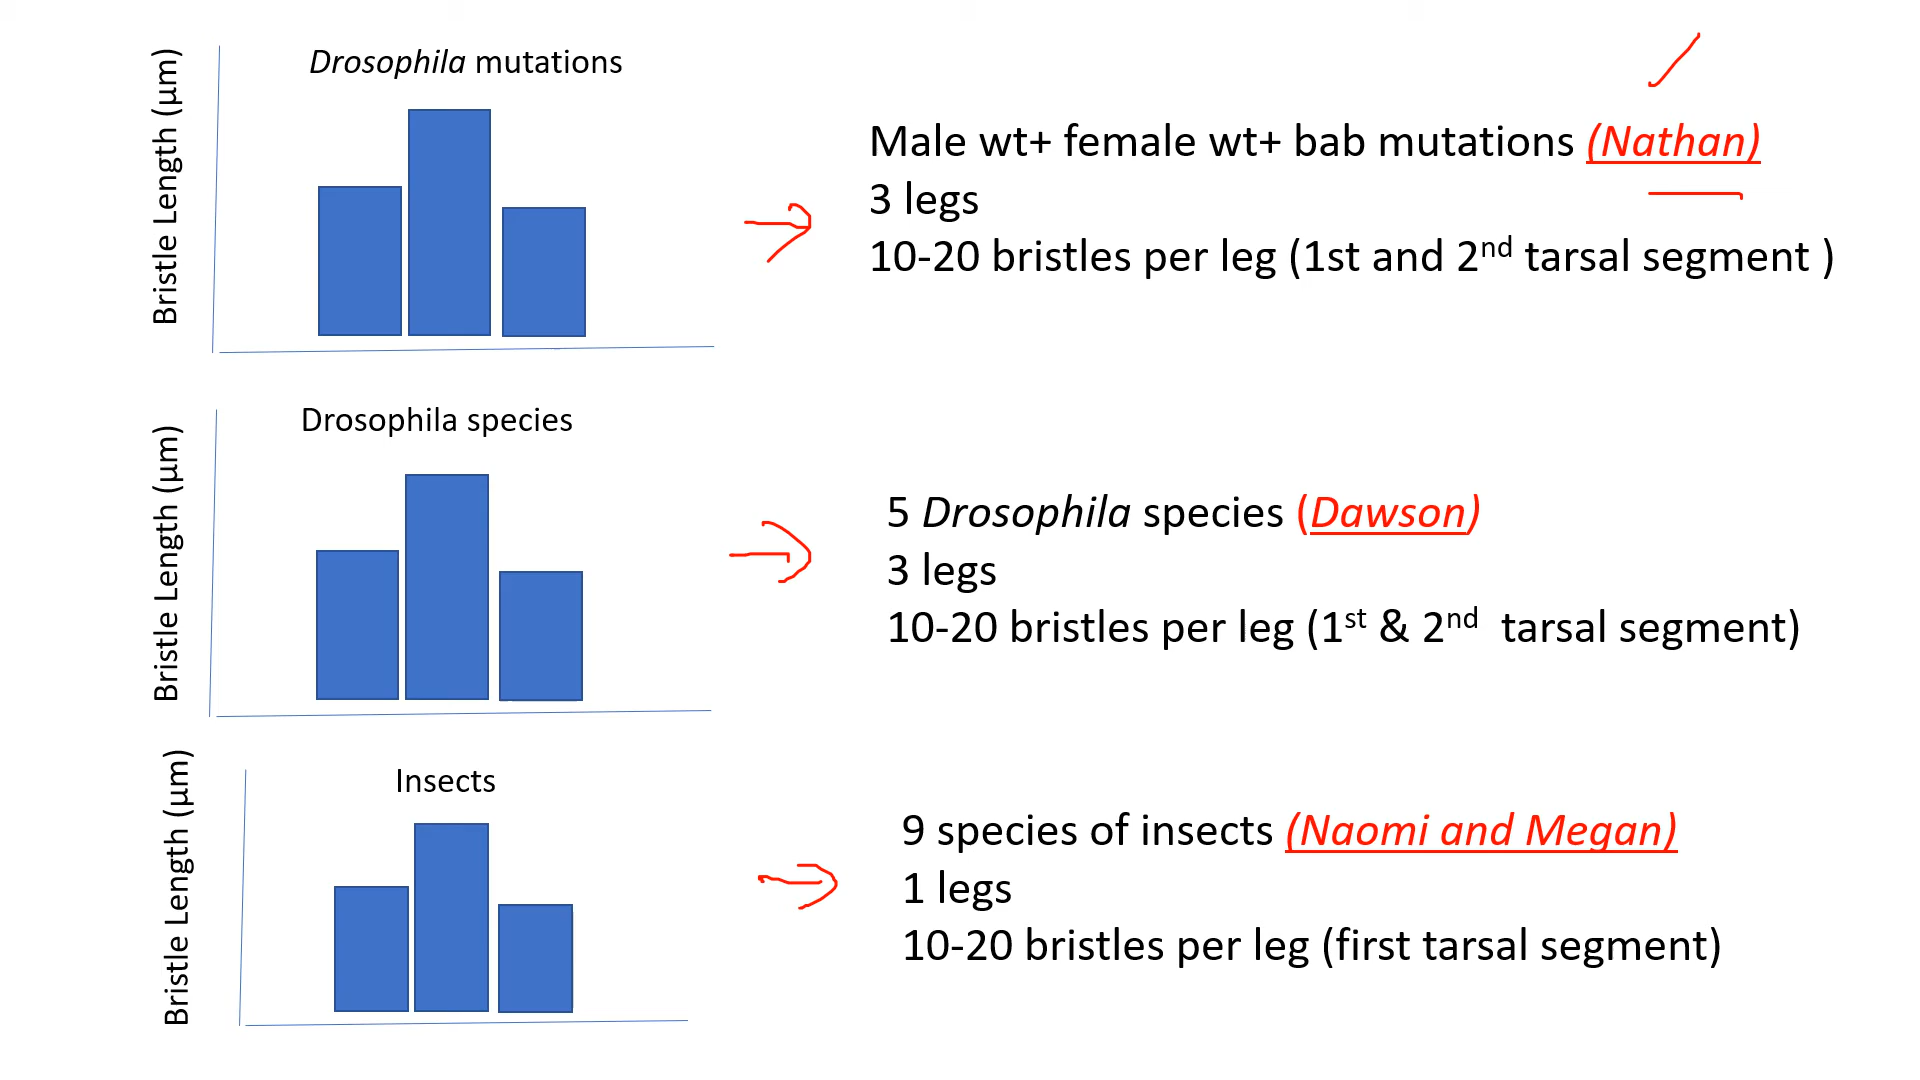 Drosophila mutations
Bristle Length (µm)
Male wt+ female wt+ bab mutations (Nathan)
3 legs
10-20 bristles per leg (1st and 2nd tarsal segment )
Drosophila species
Bristle Length (µm)
5 Drosophila species (Dawson)
3 legs
10-20 bristles per leg (1st & 2nd  tarsal segment)
Insects
Bristle Length (µm)
9 species of insects (Naomi and Megan)
1 legs
10-20 bristles per leg (first tarsal segment)